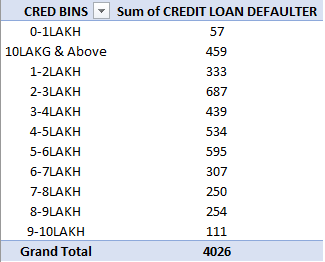 CRED BINS Sum of CREDIT LOAN DEFAULTER
0-1LAKH 57
10LAKG & Above 459
1-2LAKH 333
2-3LAKH 687
3-4LAKH 439
4-5LAKH 534
5-6LAKH 595
6-7LAKH 307
7-8LAKH 250
8-9LAKH 254
9-10LAKH 111
Grand Total 4026